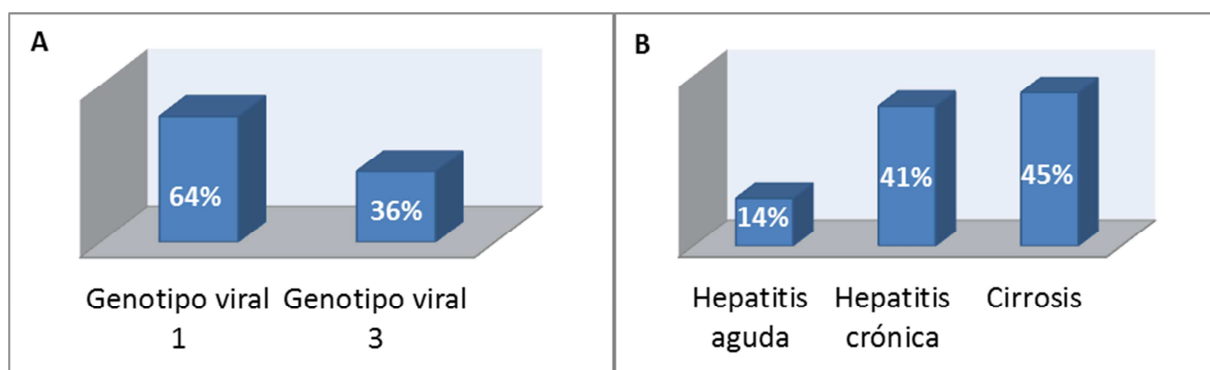 A
64%
36%
Genotipo viral
1
Genotipo viral
3
B
14%
41%
45%
Hepatitis
aguda
Hepatitis
crónica
Cirrosis